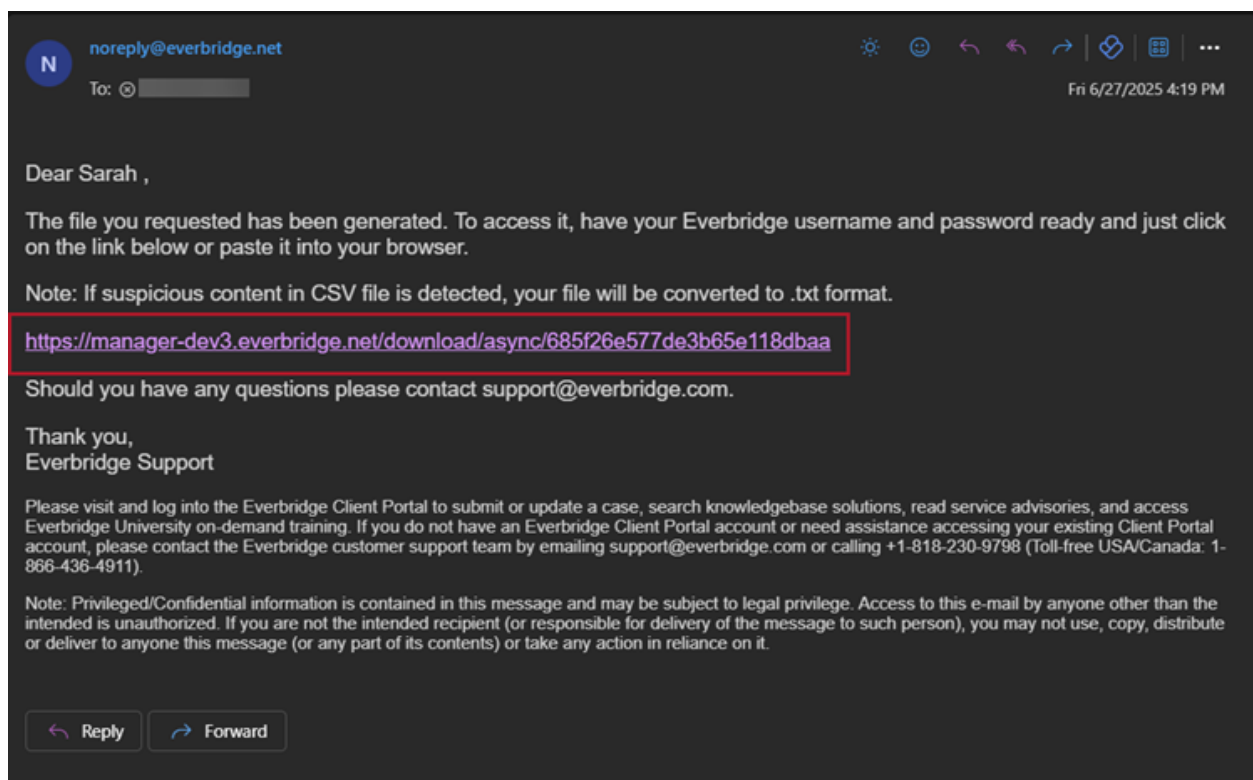 N
noreply@everbridge.net
To:
Fri 6/27/2025 4:19 PM
Dear Sarah ,
The file you requested has been generated. To access it, have your Everbridge username and password ready and just click
on the link below or paste it into your browser.
Note: If suspicious content in CSV file is detected, your file will be converted to .txt format.
https://manager-dev3.everbridge.net/download/async/685f26e577de3b65e118dbaa
Should you have any questions please contact support@everbridge.com.
Thank you,
Everbridge Support
Please visit and log into the Everbridge Client Portal to submit or update a case, search knowledgebase solutions, read service advisories, and access
Everbridge University on-demand training. If you do not have an Everbridge Client Portal account or need assistance accessing your existing Client Portal
account, please contact the Everbridge customer support team by emailing support@everbridge.com or calling +1-818-230-9798 (Toll-free USA/Canada: 1-
866-436-4911).
Note: Privileged/Confidential information is contained in this message and may be subject to legal privilege. Access to this e-mail by anyone other than the
intended is unauthorized. If you are not the intended recipient (or responsible for delivery of the message to such person), you may not use, copy, distribute
or deliver to anyone this message (or any part of its contents) or take any action in reliance on it.
Reply
Forward